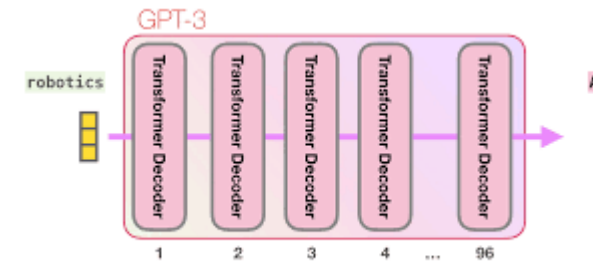 GPT-3
robotics
Transformer Decoder
Transformer Decoder
Transformer Decoder
Transformer Decoder
Transformer Decoder
1 2 3 4 ... 96